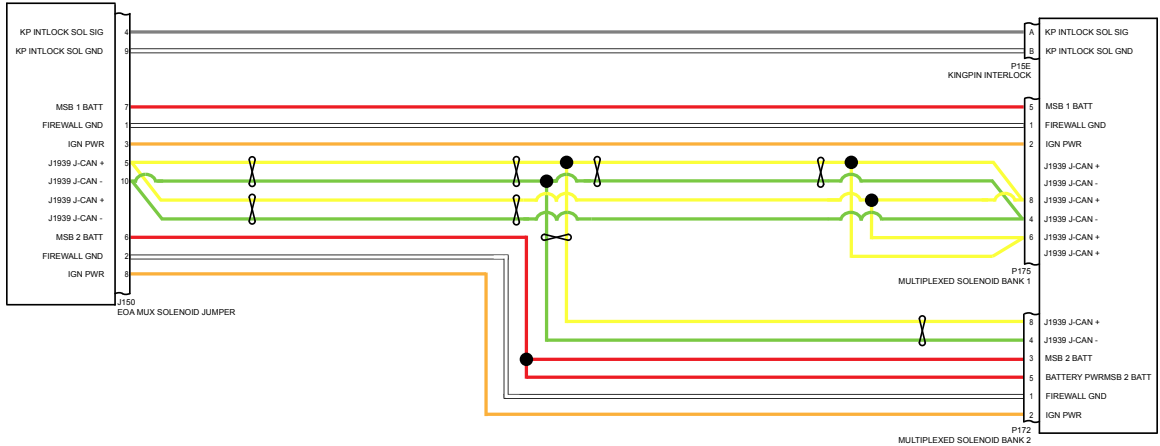 KP INTLOCK SOL SIG 4
KP INTLOCK SOL GND 9
MSB 1 BATT 7
FIREWALL GND 1
IGN PWR 3
J1939 J-CAN + 5
J1939 J-CAN - 10
J1939 J-CAN +
J1939 J-CAN -
MSB 2 BATT 6
FIREWALL GND 2
IGN PWR 8
J150
EOA MUX SOLENOID JUMPER
A KP INTLOCK SOL SIG
B KP INTLOCK SOL GND
P15E
KINGPIN INTERLOCK
5 MSB 1 BATT
1 FIREWALL GND
2 IGN PWR
J1939 J-CAN +
J1939 J-CAN -
8 J1939 J-CAN +
4 J1939 J-CAN -
6 J1939 J-CAN +
J1939 J-CAN +
P175
MULTIPLEXED SOLENOID BANK 1
8 J1939 J-CAN +
4 J1939 J-CAN -
3 MSB 2 BATT
5 BATTERY PWRMSB 2 BATT
1 FIREWALL GND
2 IGN PWR
P172
MULTIPLEXED SOLENOID BANK 2